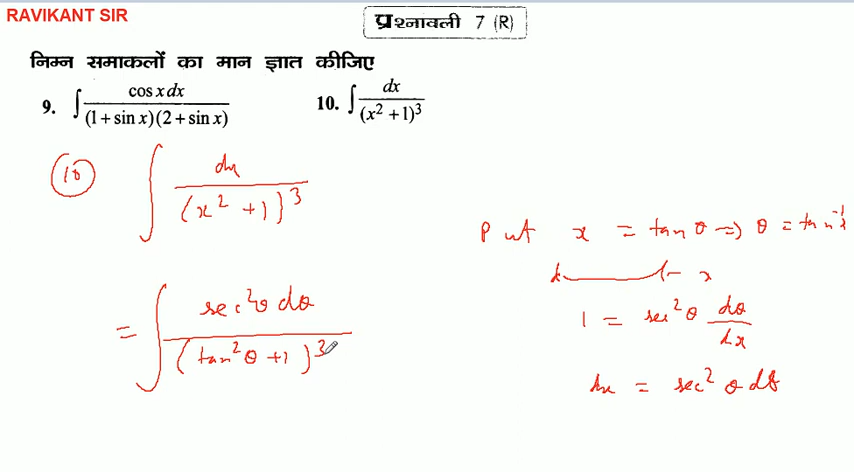 RAVIKANT SIR
प्रश्नावली 7 (R)
निम्न समाकलों का मान ज्ञात कीजिए
9. ∫ cos x dx / (1 + sin x)(2 + sin x)
10. ∫ dx / (x² + 1)³
(10) ∫ dx / (x² + 1)³
Put x = tan θ ⇒ θ = tan⁻¹x
1 = sec²θ dθ/dx
dx = sec²θ dθ
= ∫ sec²θ dθ / (tan²θ + 1)³